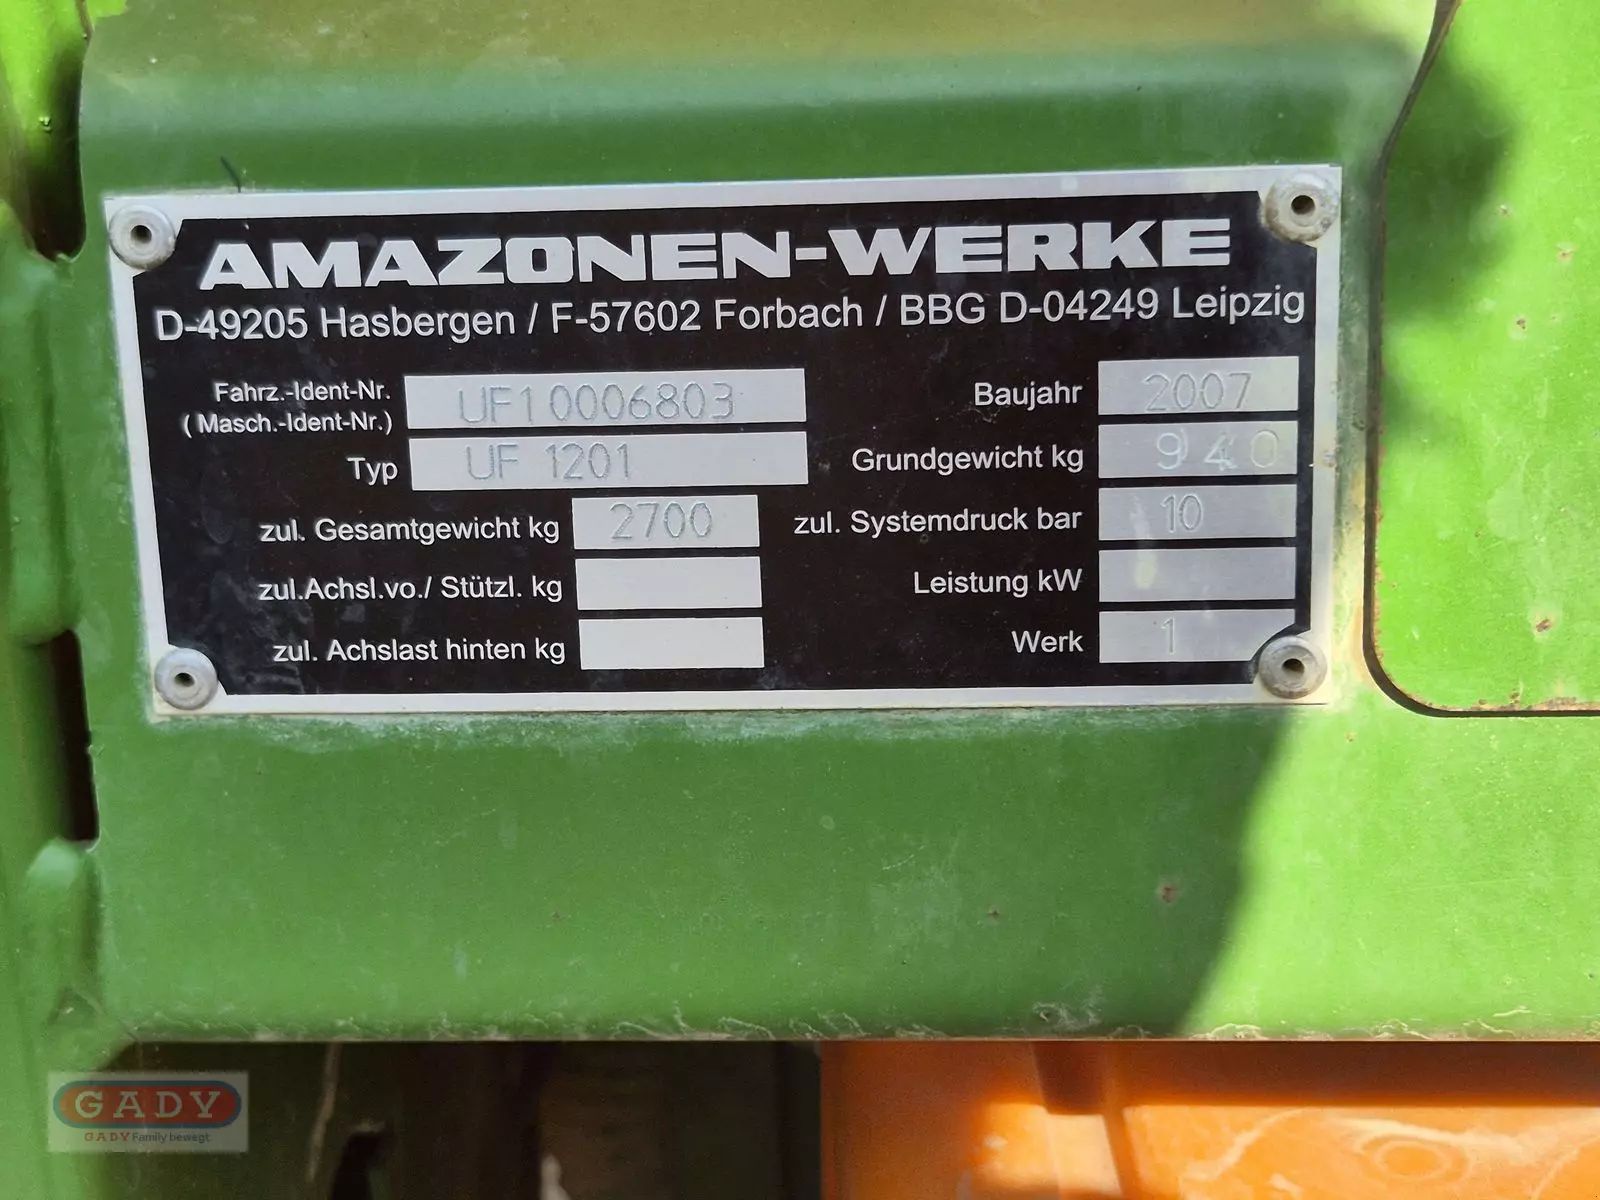 AMAZONEN-WERKE
D-49205 Hasbergen / F-57602 Forbach / BBG D-04249 Leipzig
Fahrz.-Ident-Nr.
( Masch.-Ident-Nr.) UF10006803
Typ UF 1201
zul. Gesamtgewicht kg 2700
zul.Achsl.vo./ Stützl. kg
zul. Achslast hinten kg
Baujahr 2007
Grundgewicht kg 940
zul. Systemdruck bar 10
Leistung kW
Werk 1
GADY
GADY Family bewegt.